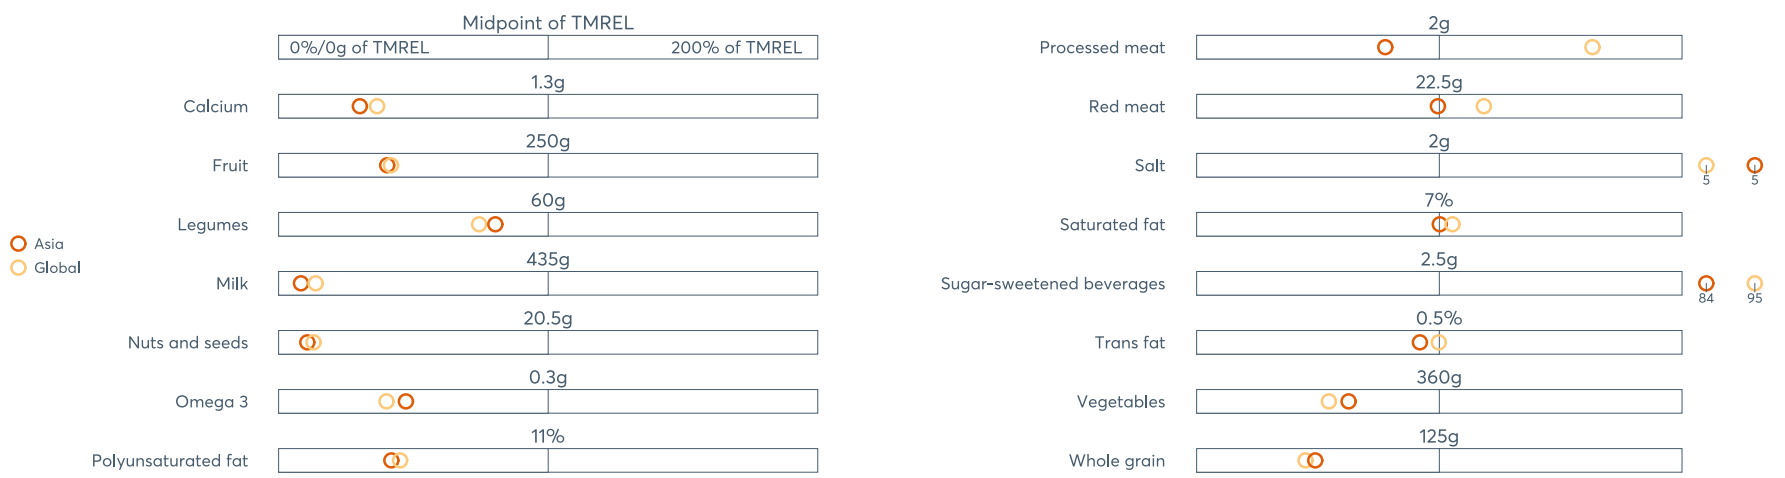 Midpoint of TMREL
0%/0g of TMREL 200% of TMREL
1.3g
Calcium
250g
Fruit
60g
Legumes
435g
Milk
20.5g
Nuts and seeds
0.3g
Omega 3
11%
Polyunsaturated fat
Asia
Global
2g
Processed meat
22.5g
Red meat
2g
Salt
5 5
7%
Saturated fat
2.5g
Sugar-sweetened beverages
84 95
0.5%
Trans fat
360g
Vegetables
125g
Whole grain